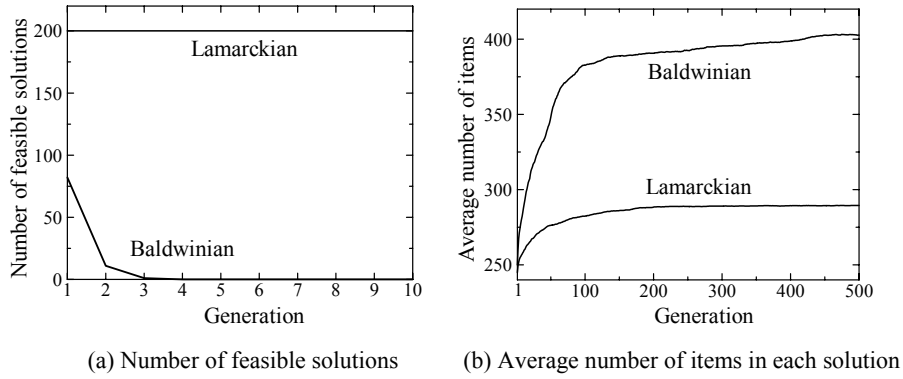 Number of feasible solutions
200
150
100
50
0
Lamarckian
Baldwinian
1 2 3 4 5 6 7 8 9 10
Generation
(a) Number of feasible solutions
Average number of items
400
350
300
250
Baldwinian
Lamarckian
1 100 200 300 400 500
Generation
(b) Average number of items in each solution